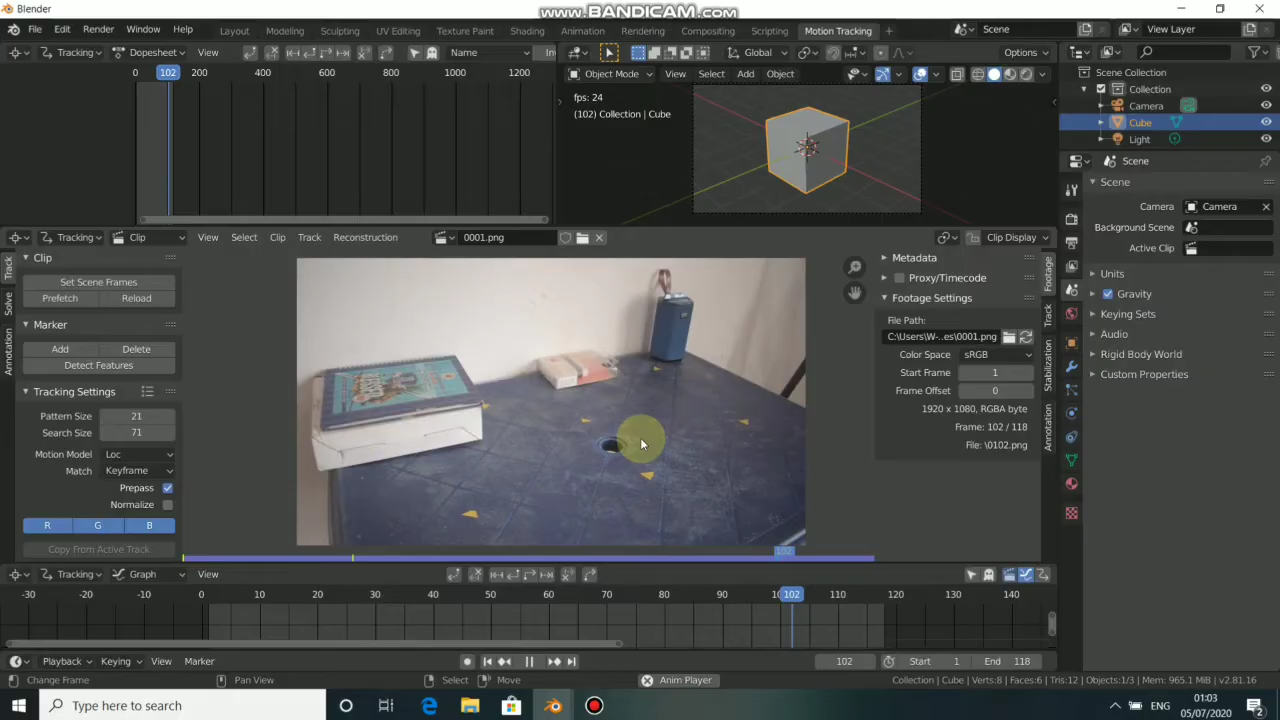 Blender
www.BANDICAM.com
File Edit Render Window Help
Layout Modeling Sculpting UV Editing Texture Paint Shading Animation Rendering Compositing Scripting Motion Tracking +
Scene
View Layer
Tracking Dopesheet View Name In
Global Options
0 102 200 400 600 800 1000 1200
Object Mode View Select Add Object
fps: 24
(102) Collection | Cube
Scene Collection
Collection
Camera
Cube
Light
Scene
Scene
Camera Camera
Background Scene
Active Clip
Units
Gravity
Keying Sets
Audio
Rigid Body World
Custom Properties
Tracking Clip View Select Clip Track Reconstruction 0001.png Clip Display
Track
Solve
Annotation
Clip
Set Scene Frames
Prefetch Reload
Marker
Add Delete
Detect Features
Tracking Settings
Pattern Size 21
Search Size 71
Motion Model Loc
Match Keyframe
Prepass
Normalize
R G B
Copy From Active Track
102
Metadata
Proxy/Timecode
Footage Settings
File Path:
C:\Users\W-...es\0001.png
Color Space sRGB
Start Frame 1
Frame Offset 0
1920 x 1080, RGBA byte
Frame: 102 / 118
File: \0102.png
Footage
Track
Stabilization
Annotation
Tracking Graph View
-30 -20 -10 0 10 20 30 40 50 60 70 80 90 102 110 120 130 140
Playback Keying View Marker 102 Start 1 End 118
Change Frame Pan View Select Move Anim Player Collection | Cube | Verts:8 | Faces:6 | Tris:12 | Objects:1/3 | Mem: 965.1 MiB | v2.81.16
Type here to search
ENG
01:03
05/07/2020
2